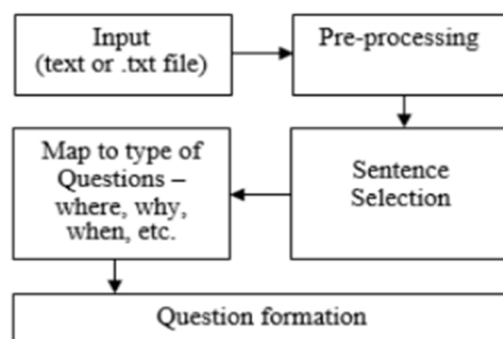 Input
(text or .txt file)
Pre-processing
Sentence
Selection
Map to type of
Questions –
where, why,
when, etc.
Question formation